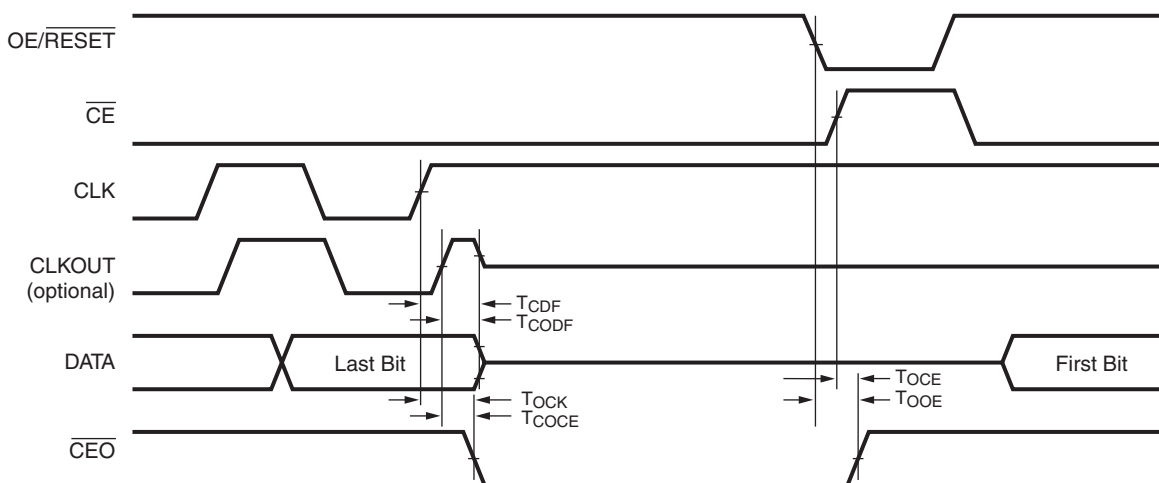 OE/RESET
CE
CLK
CLKOUT
(optional)
TCDF
TCODF
DATA
Last Bit
First Bit
TOCE
TOOE
TOCK
TCOCE
CEO